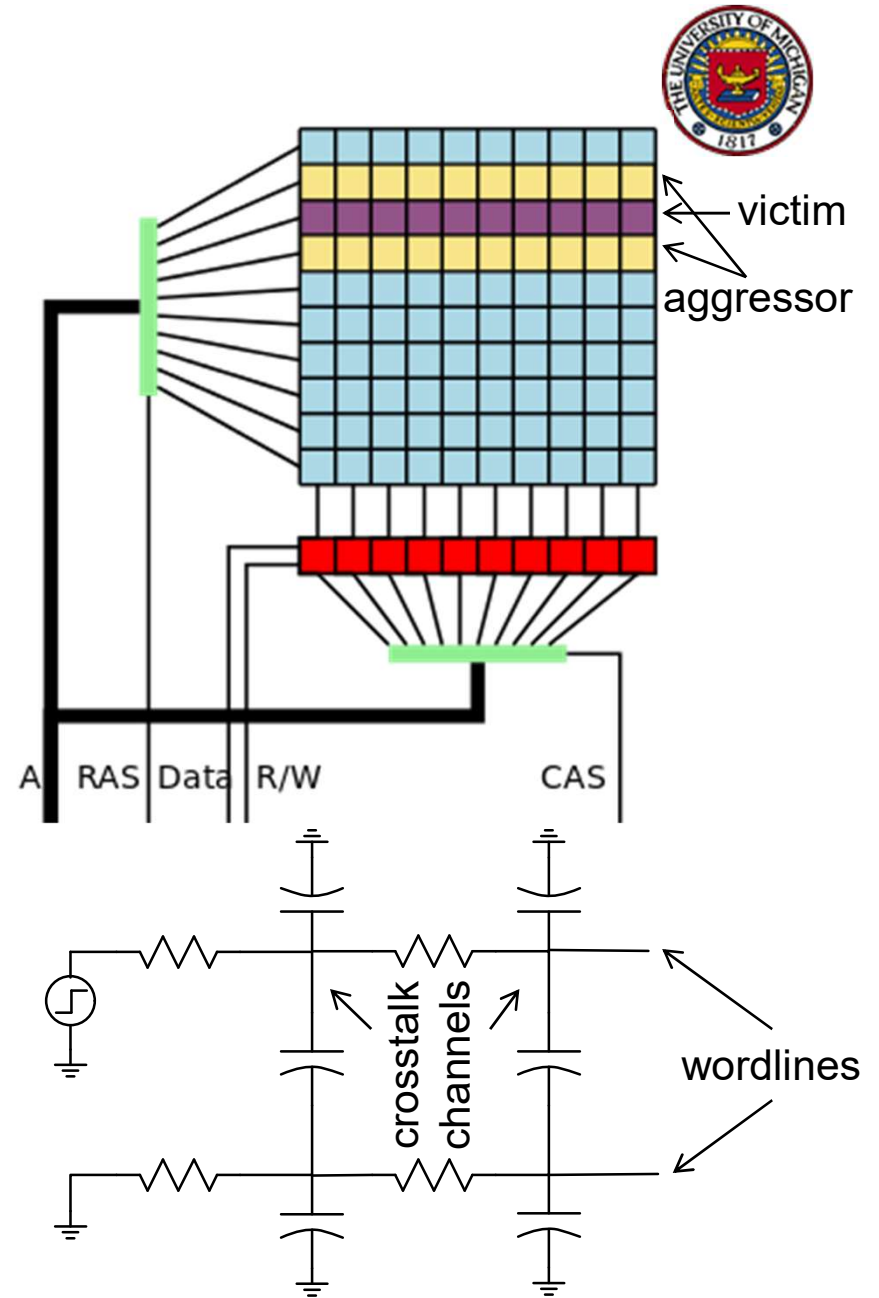 THE UNIVERSITY OF MICHIGAN
1817
victim
aggressor
A
RAS
Data
R/W
CAS
crosstalk
channels
wordlines